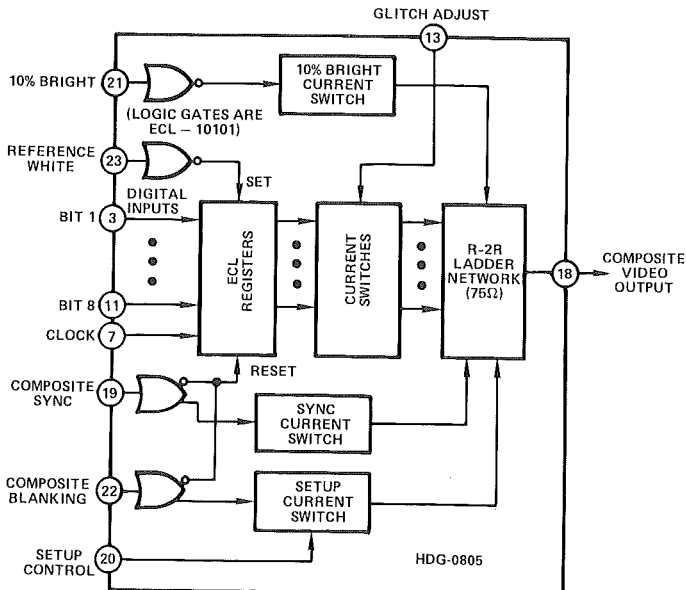 GLITCH ADJUST
13
10% BRIGHT
21
10% BRIGHT
CURRENT
SWITCH
(LOGIC GATES ARE
ECL – 10101)
REFERENCE
WHITE
23
SET
DIGITAL
INPUTS
BIT 1
3
ECL
REGISTERS
CURRENT
SWITCHES
R-2R
LADDER
NETWORK
(75Ω)
18
COMPOSITE
VIDEO
OUTPUT
BIT 8
11
CLOCK
7
RESET
COMPOSITE
SYNC
19
SYNC
CURRENT
SWITCH
COMPOSITE
BLANKING
22
SETUP
CURRENT
SWITCH
SETUP
CONTROL
20
HDG-0805